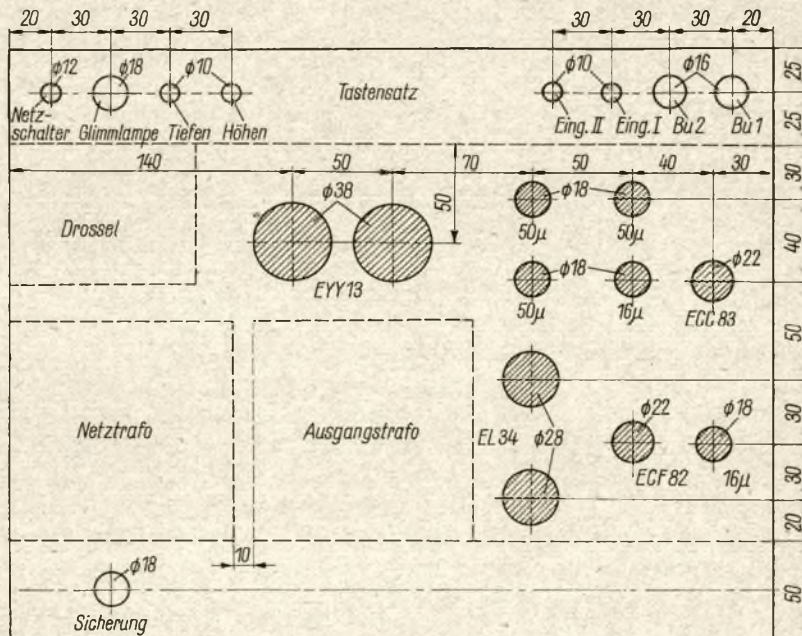 20 30 30 30 30 30 30 20
ϕ12 ϕ18 ϕ10 ϕ10 ϕ16 25
Tastensatz
Netz-
schalter Glimmlampe Tiefen Höhen Eing. II Eing. I Bu 2 Bu 1 25
140 50 70 50 40 30
30
ϕ38 50 ϕ18
Drossel 50µ 50µ 40
ϕ18 ϕ22
EYY13 50µ 16µ ECC 83
50
Netztrafo Ausgangstrafo EL 34 ϕ28 ϕ22 ϕ18 30
ECF 82 16µ 30
20
10
ϕ18 50
Sicherung